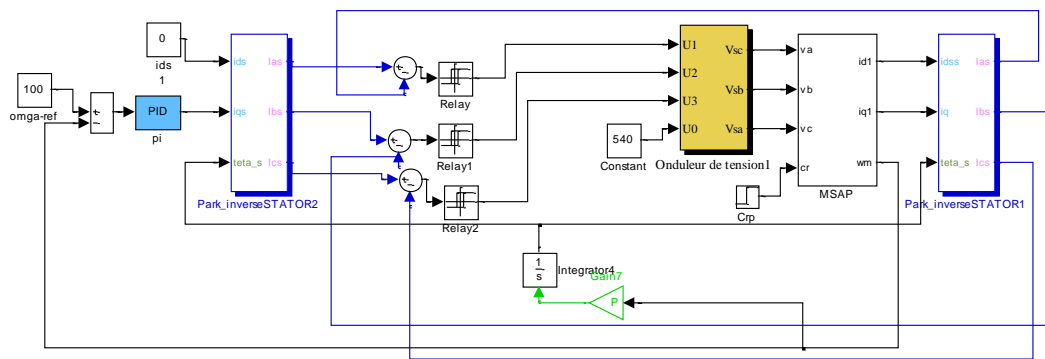 0
ids
1
100
omga-ref
PID
pi
ids
iqs
teta_s
Ias
Ibs
Ics
Park_inverseSTATOR2
Relay
Relay1
Relay2
540
Constant
U1
U2
U3
U0
Vsc
Vsb
Vsa
Onduleur de tension1
Crp
va
vb
vc
cr
id1
iq1
wm
MSAP
idss
iq
teta_s
Ias
Ibs
Ics
Park_inverseSTATOR1
1
s
Integrator4
Gain7
P